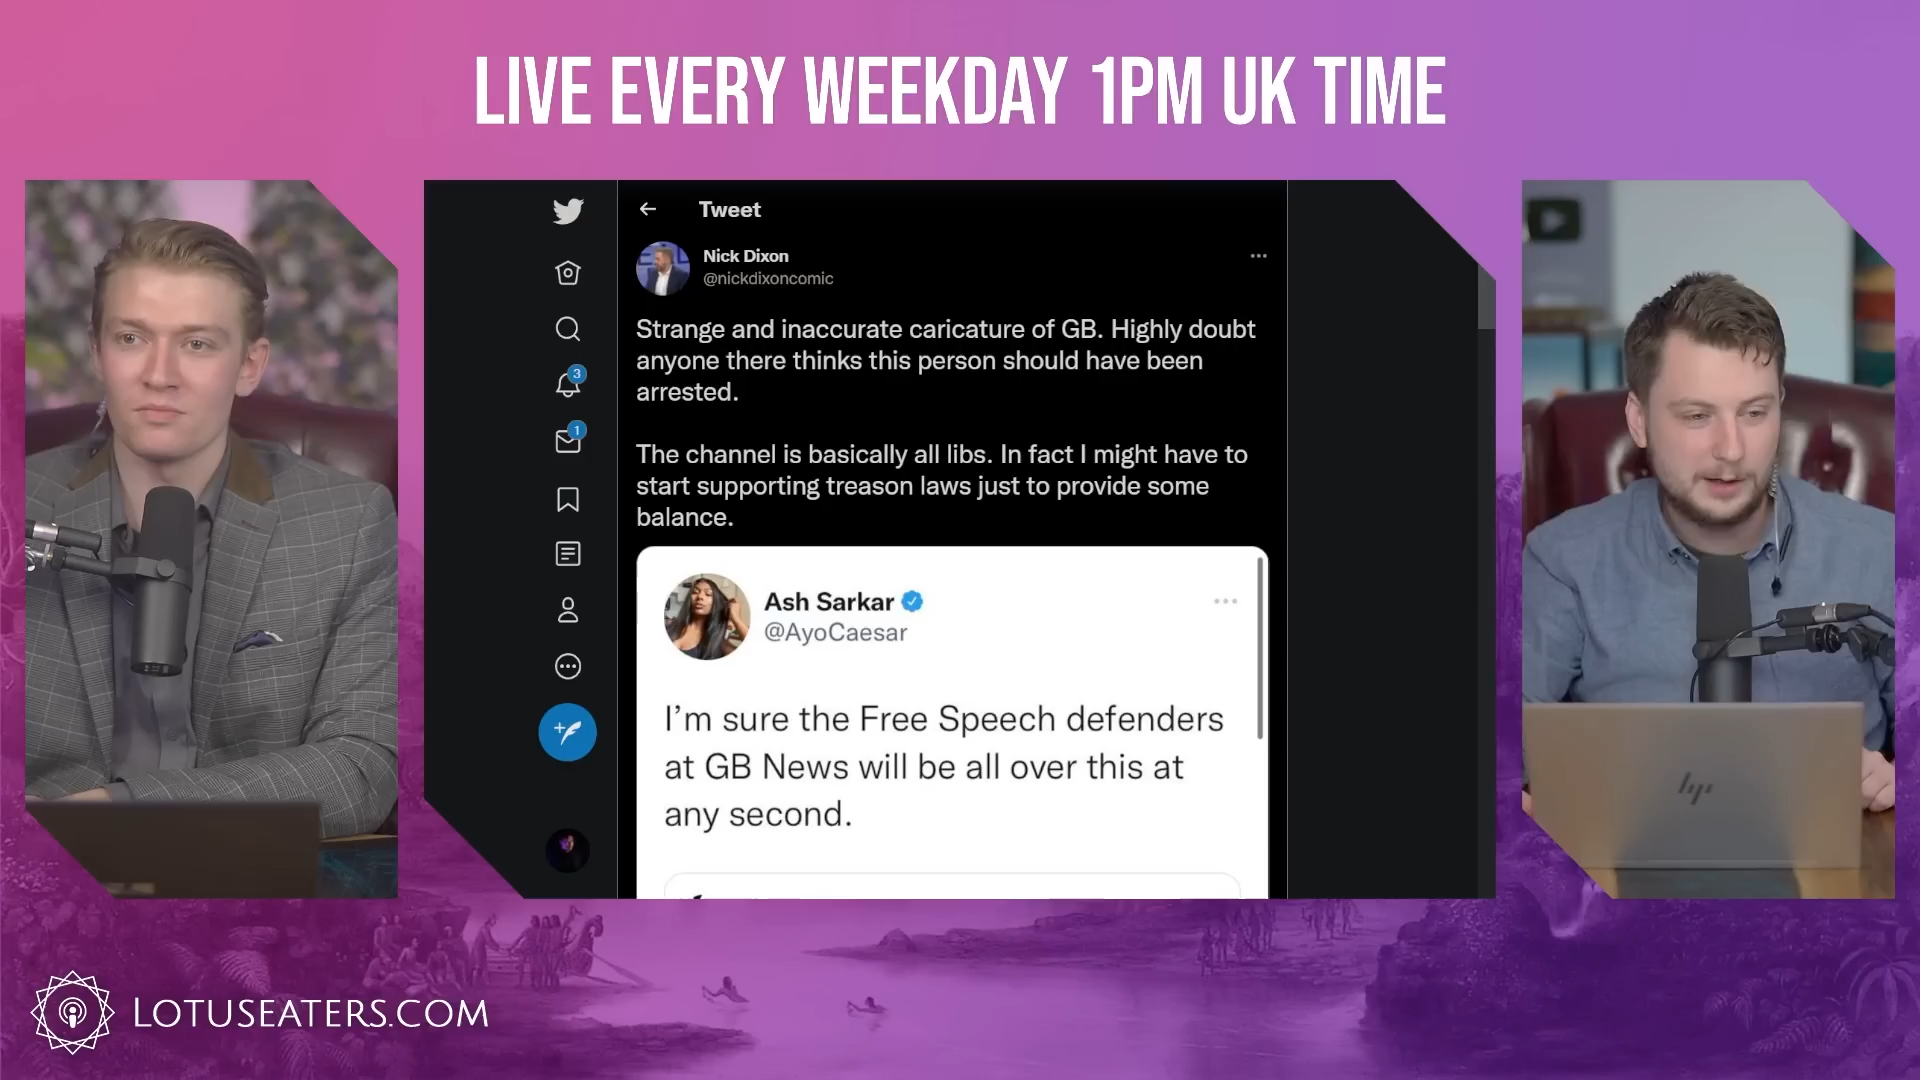 LIVE EVERY WEEKDAY 1PM UK TIME
Tweet
Nick Dixon
@nickdixoncomic
Strange and inaccurate caricature of GB. Highly doubt
anyone there thinks this person should have been
arrested.
The channel is basically all libs. In fact I might have to
start supporting treason laws just to provide some
balance.
3
1
Ash Sarkar
@AyoCaesar
I'm sure the Free Speech defenders
at GB News will be all over this at
any second.
hp
LOTUSEATERS.COM